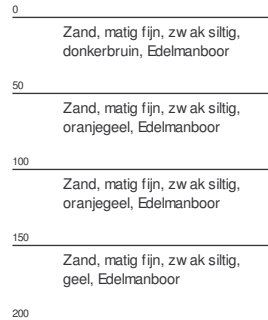 0
Zand, matig fijn, zwak siltig,
donkerbruin, Edelmanboor
50
Zand, matig fijn, zwak siltig,
oranjegeel, Edelmanboor
100
Zand, matig fijn, zwak siltig,
oranjegeel, Edelmanboor
150
Zand, matig fijn, zwak siltig,
geel, Edelmanboor
200